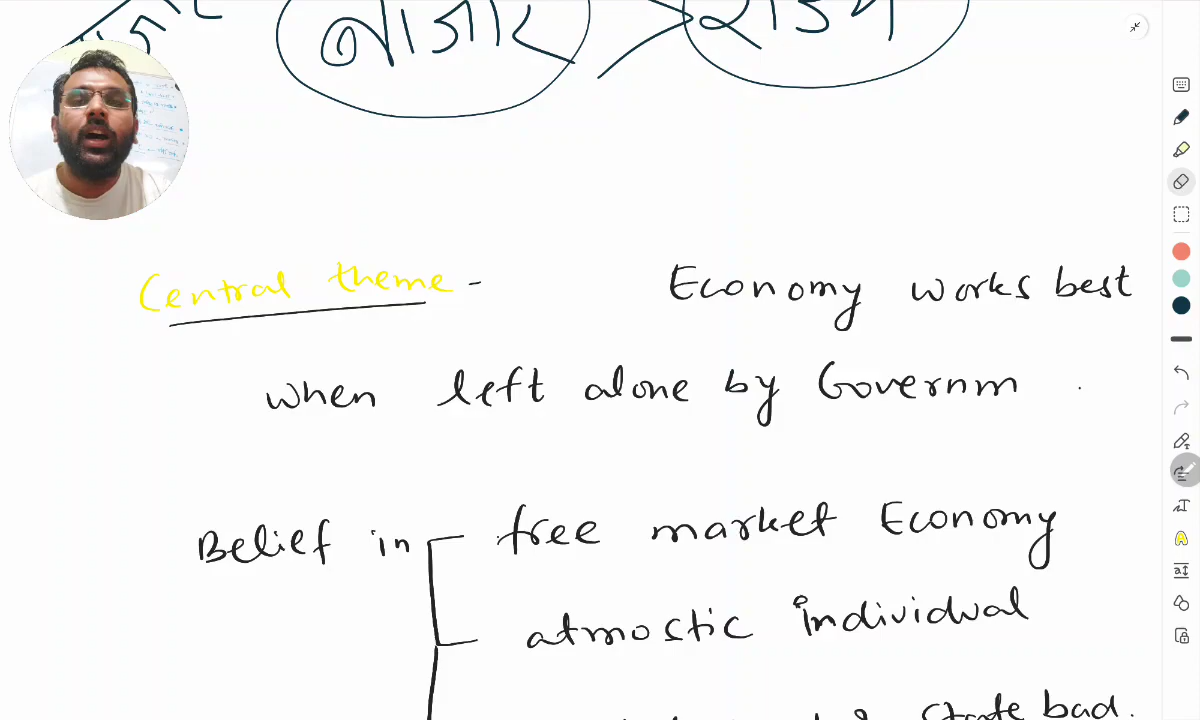 बाजार > राज्य
Central theme - Economy works best
when left alone by Governm
Belief in free market Economy
atmostic individual
state bad.